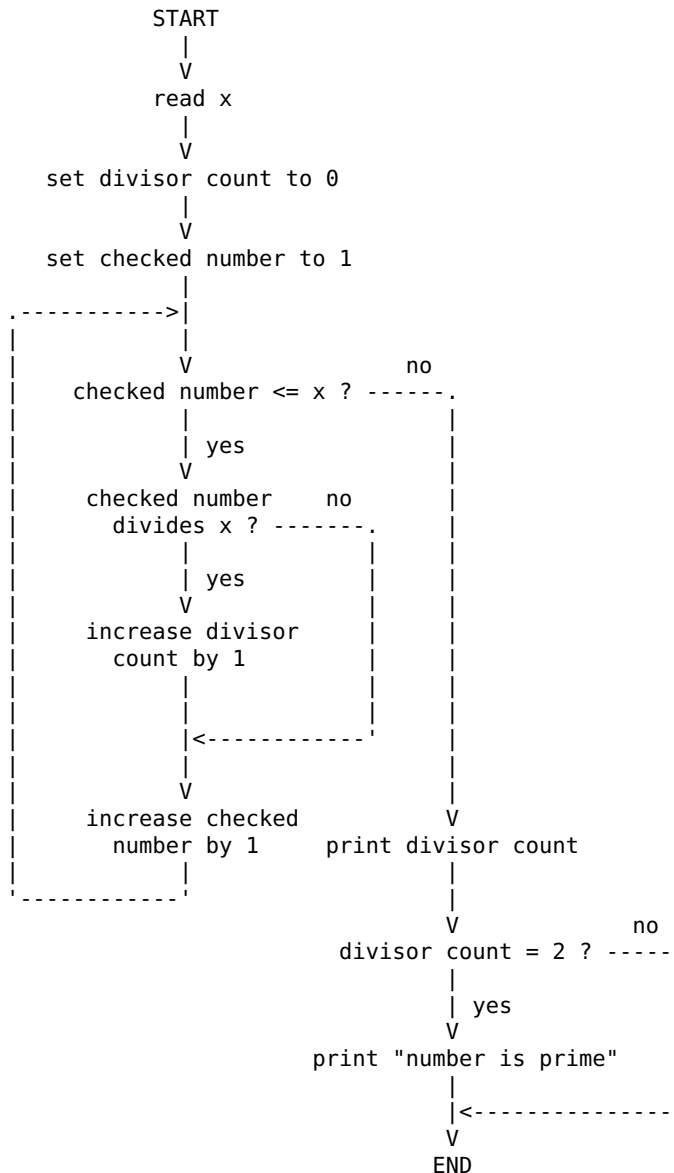 START
read x
set divisor count to 0
set checked number to 1
no
checked number <= x ?
yes
checked number no
divides x ?
yes
increase divisor
count by 1
increase checked
number by 1 print divisor count
no
divisor count = 2 ?
yes
print "number is prime"
END